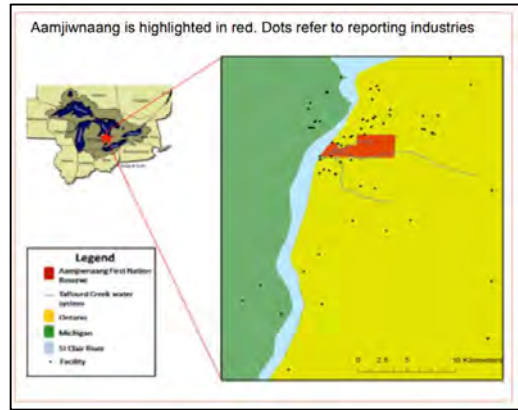 Aamjiwnaang is highlighted in red. Dots refer to reporting industries
Legend
Aamjiwnaang First Nation
Reserve
Talfourd Creek water
system
Ontario
Michigan
St Clair River
Facility
0 2.5 5 10 Kilometers